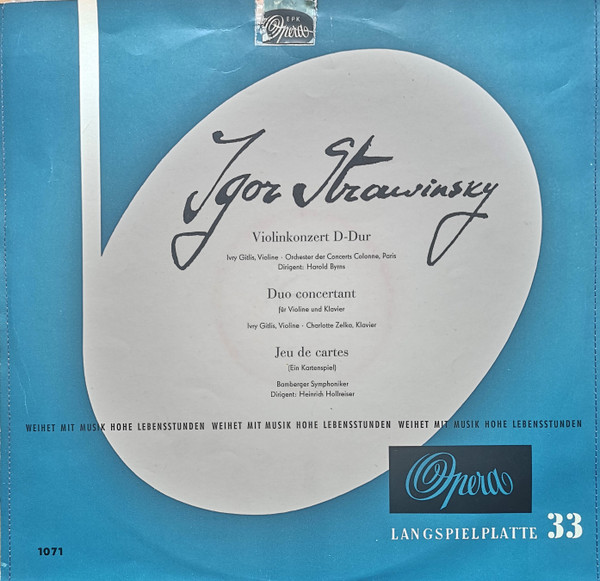 EPK
Opera
Igor Strawinsky
Violinkonzert D-Dur
Ivry Gitlis, Violine · Orchester der Concerts Colonne, Paris
Dirigent: Harold Byrns
Duo concertant
für Violine und Klavier
Ivry Gitlis, Violine · Charlotte Zelka, Klavier
Jeu de cartes
(Ein Kartenspiel)
Bamberger Symphoniker
Dirigent: Heinrich Hollreiser
WEIHET MIT MUSIK HOHE LEBENSSTUNDEN WEIHET MIT MUSIK HOHE LEBENSSTUNDEN WEIHET MIT MUSIK HOHE LEBENSSTUNDEN
Opera
LANGSPIELPLATTE 33
1071